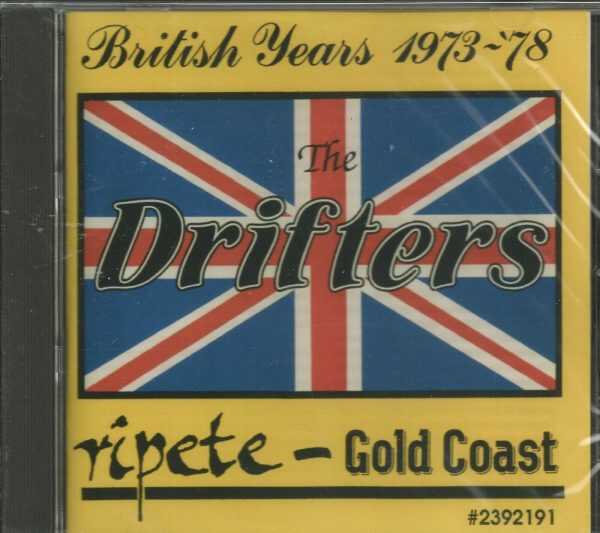 British Years 1973-'78
The
Drifters
ripete - Gold Coast
#2392191